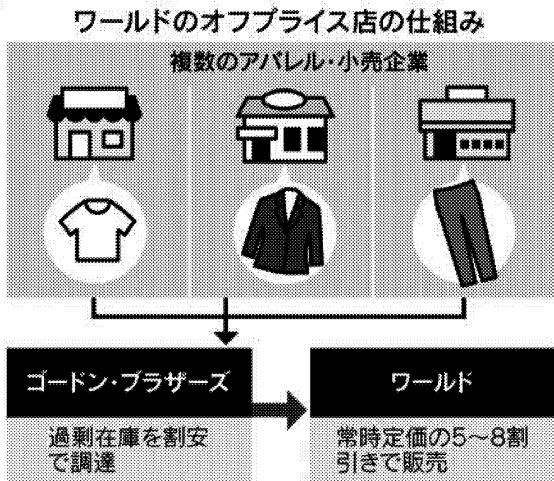 ワールドのオフプライス店の仕組み
複数のアパレル・小売企業
ゴードン・ブラザーズ
ワールド
過剰在庫を割安
で調達
常時定価の5〜8割
引きで販売